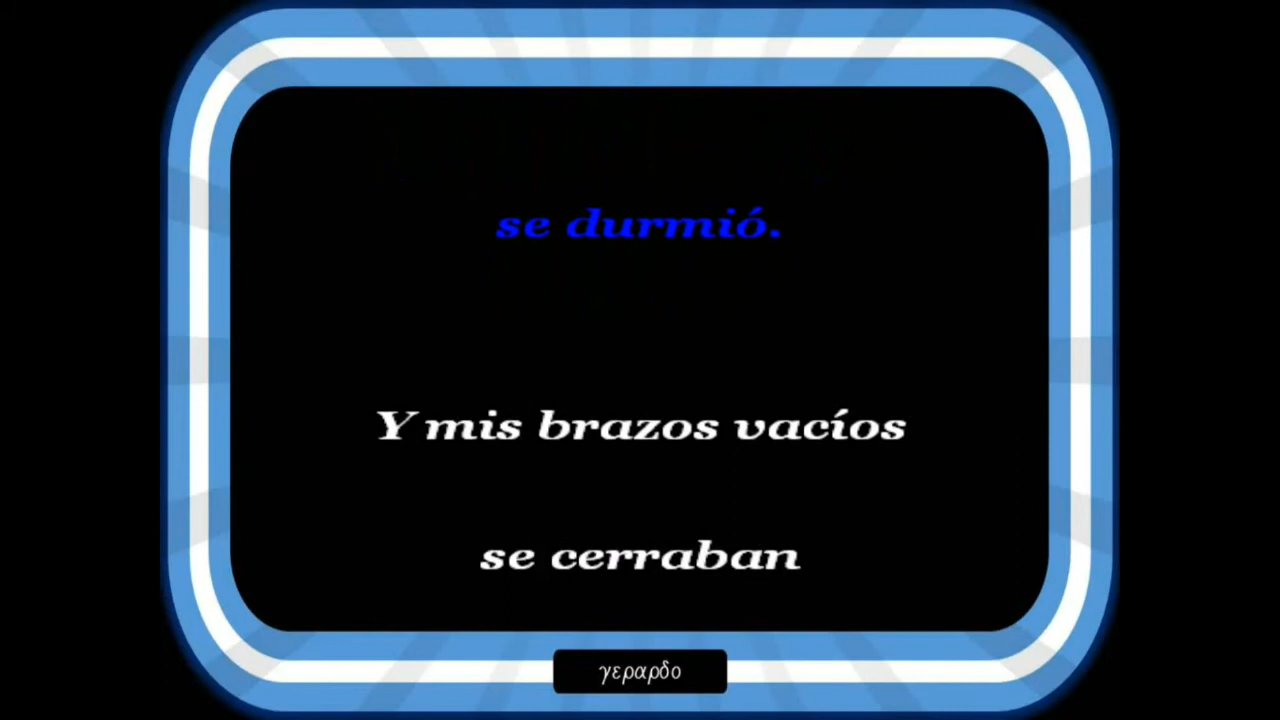 se durmió.
Y mis brazos vacíos
se cerraban
γεραρδο